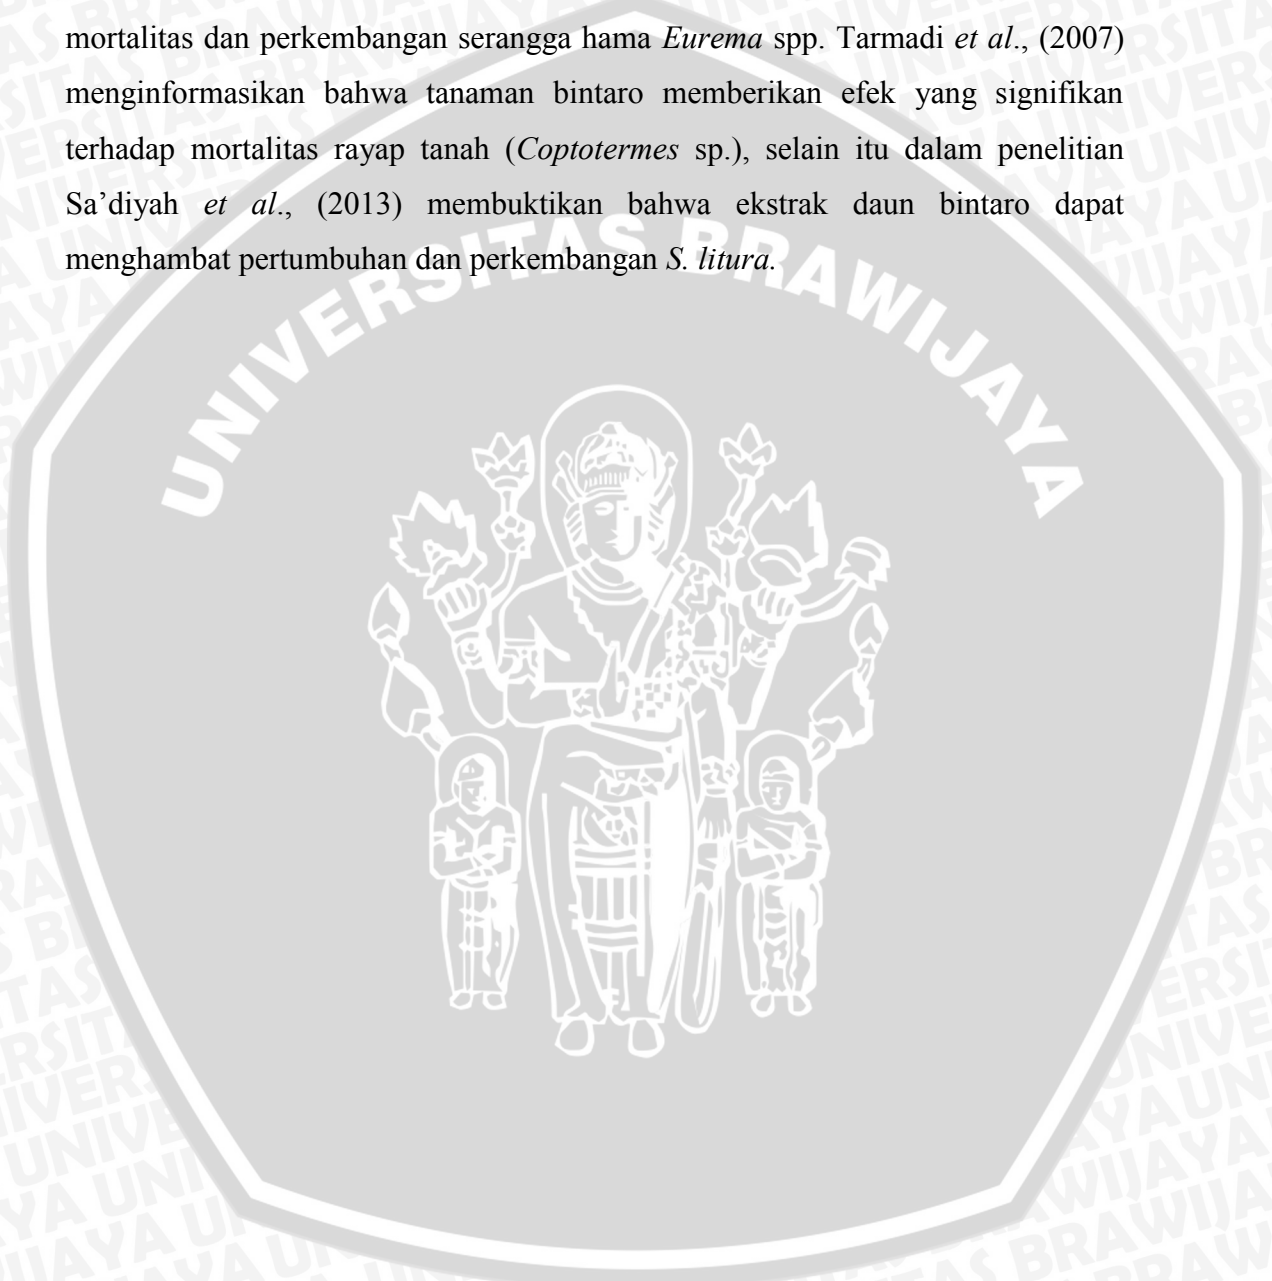 mortalitas dan perkembangan serangga hama Eurema spp. Tarmadi et al., (2007)
menginformasikan bahwa tanaman bintaro memberikan efek yang signifikan
terhadap mortalitas rayap tanah (Coptotermes sp.), selain itu dalam penelitian
Sa’diyah et al., (2013) membuktikan bahwa ekstrak daun bintaro dapat
menghambat pertumbuhan dan perkembangan S. litura.
UNIVERSITAS BRAWIJAYA